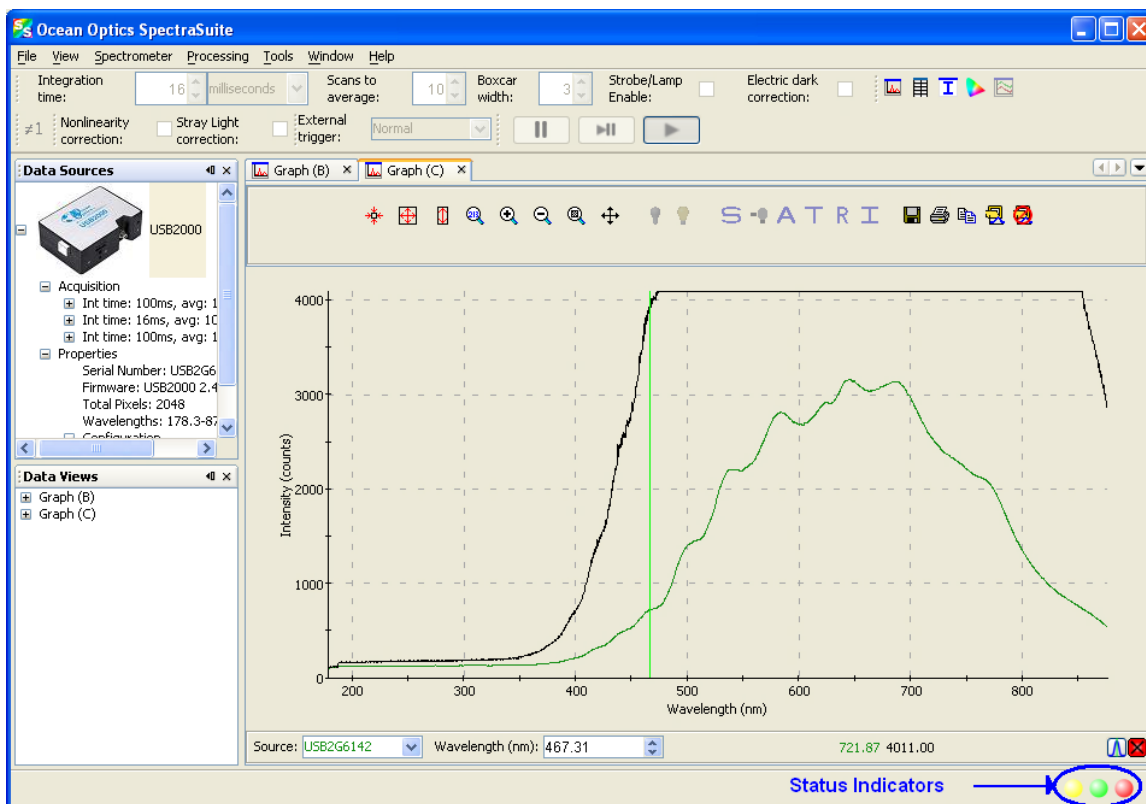 Ocean Optics SpectraSuite
File View Spectrometer Processing Tools Window Help
Integration time: 16 milliseconds Scans to average: 10 Boxcar width: 3 Strobe/Lamp Enable: Electric dark correction:
≠1 Nonlinearity correction: Stray Light correction: External trigger: Normal
Data Sources
USB2000
Acquisition
Int time: 100ms, avg: 1
Int time: 16ms, avg: 10
Int time: 100ms, avg: 1
Properties
Serial Number: USB2G6
Firmware: USB2000 2.4
Total Pixels: 2048
Wavelengths: 178.3-87
Configuration
Data Views
Graph (B)
Graph (C)
Graph (B) Graph (C)
S A T R I
4000
3000
2000
1000
0
Intensity (counts)
200 300 400 500 600 700 800
Wavelength (nm)
Source: USB2G6142 Wavelength (nm): 467.31 721.87 4011.00
Status Indicators